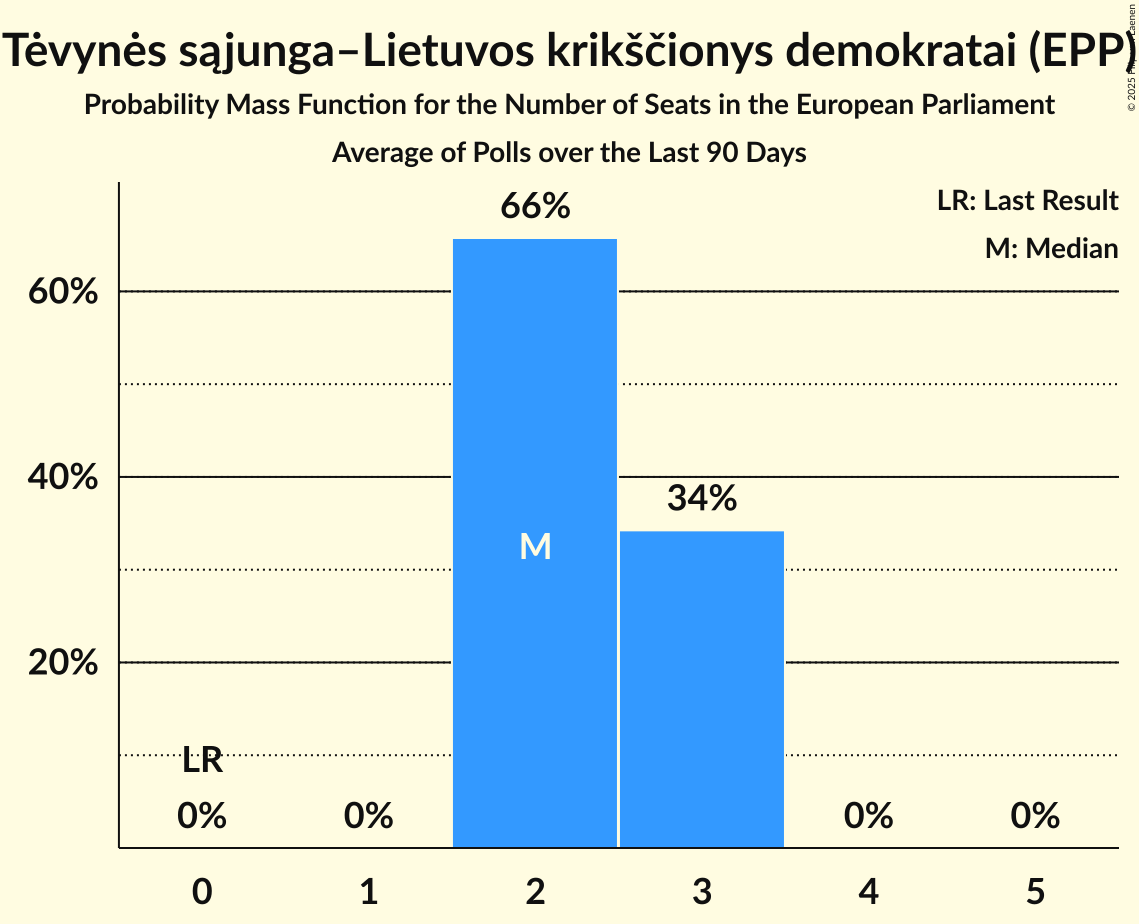 Tėvynės sąjunga–Lietuvos krikščionys demokratai (EPP)
Probability Mass Function for the Number of Seats in the European Parliament
Average of Polls over the Last 90 Days
© 2025 Laenen
LR: Last Result
M: Median
66%
60%
40%
34%
M
20%
LR
0% 0% 0% 0%
0 1 2 3 4 5